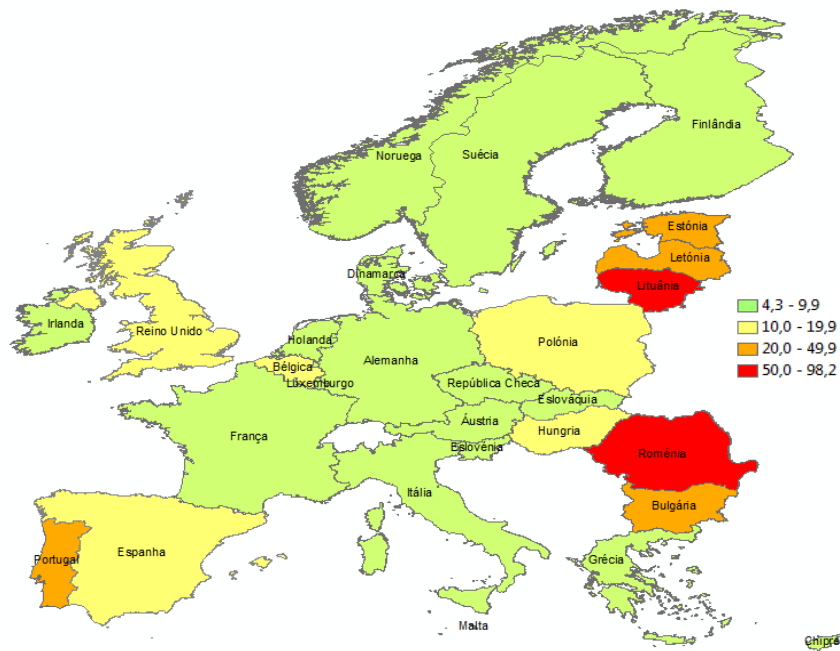 Finlândia
Noruega
Suécia
Estónia
Letónia
Dinamarca
Lituânia
4,3 - 9,9
10,0 - 19,9
20,0 - 49,9
50,0 - 98,2
Irlanda
Reino Unido
Holanda
Polónia
Bélgica
Alemanha
Luxemburgo
República Checa
Eslováquia
Áustria
França
Hungria
Eslovénia
Roménia
Itália
Bulgária
Portugal
Espanha
Grécia
Malta
Chipre